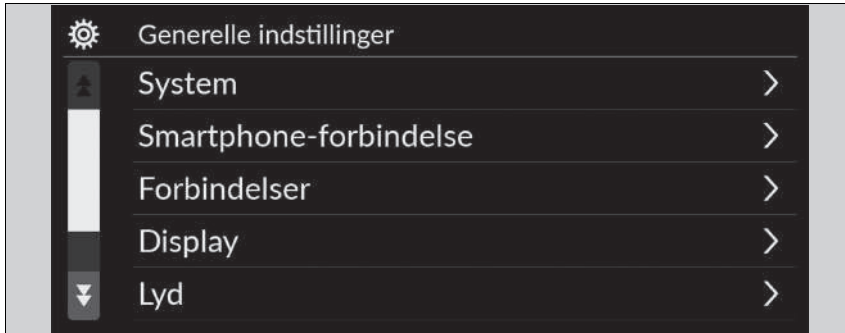 Generelle indstillinger
System
Smartphone-forbindelse
Forbindelser
Display
Lyd